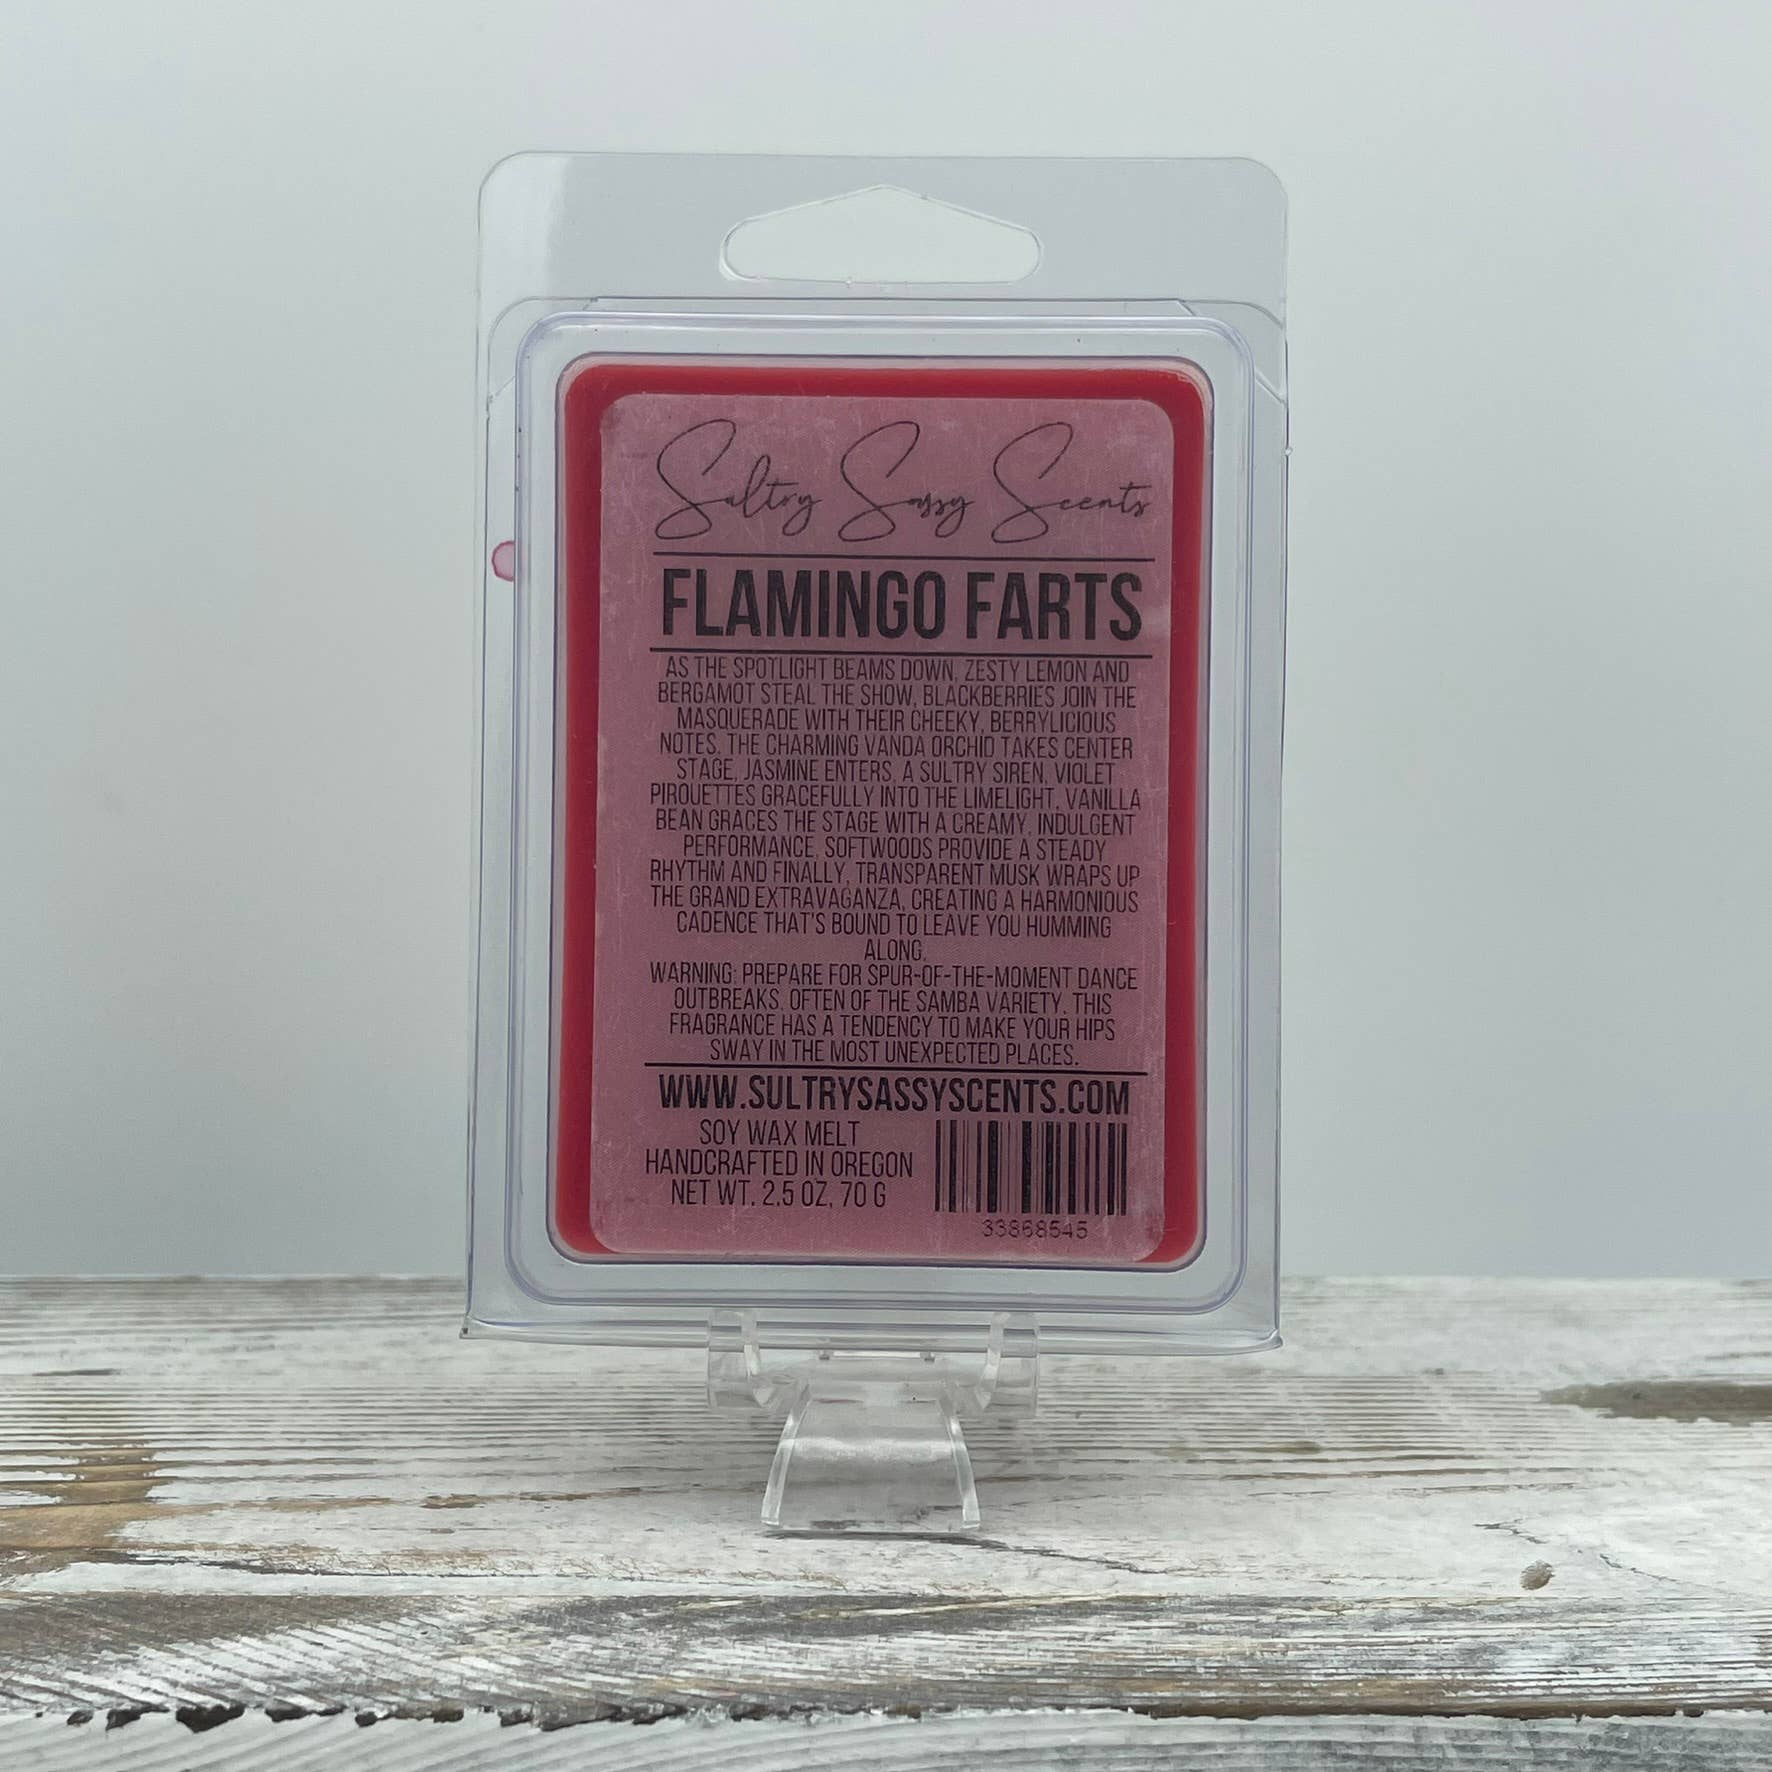 Sultry Sassy Scents
FLAMINGO FARTS
AS THE SPOTLIGHT BEAMS DOWN, ZESTY LEMON AND
BERGAMOT STEAL THE SHOW, BLACKBERRIES JOIN THE
MASQUERADE WITH THEIR CHEEKY, BERRYLICIOUS
NOTES. THE CHARMING VANDA ORCHID TAKES CENTER
STAGE, JASMINE ENTERS, A SULTRY SIREN, VIOLET
PIROUETTES GRACEFULLY INTO THE LIMELIGHT, VANILLA
BEAN GRACES THE STAGE WITH A CREAMY, INDULGENT
PERFORMANCE, SOFTWOODS PROVIDE A STEADY
RHYTHM AND FINALLY, TRANSPARENT MUSK WRAPS UP
THE GRAND EXTRAVAGANZA, CREATING A HARMONIOUS
CADENCE THAT'S BOUND TO LEAVE YOU HUMMING
ALONG.
WARNING: PREPARE FOR SPUR-OF-THE-MOMENT DANCE
OUTBREAKS, OFTEN OF THE SAMBA VARIETY. THIS
FRAGRANCE HAS A TENDENCY TO MAKE YOUR HIPS
SWAY IN THE MOST UNEXPECTED PLACES.
WWW.SULTRYSASSYSCENTS.COM
SOY WAX MELT
HANDCRAFTED IN OREGON
NET WT. 2.5 OZ, 70 G
33868545